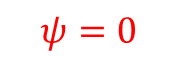 ψ = 0